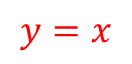 y = x